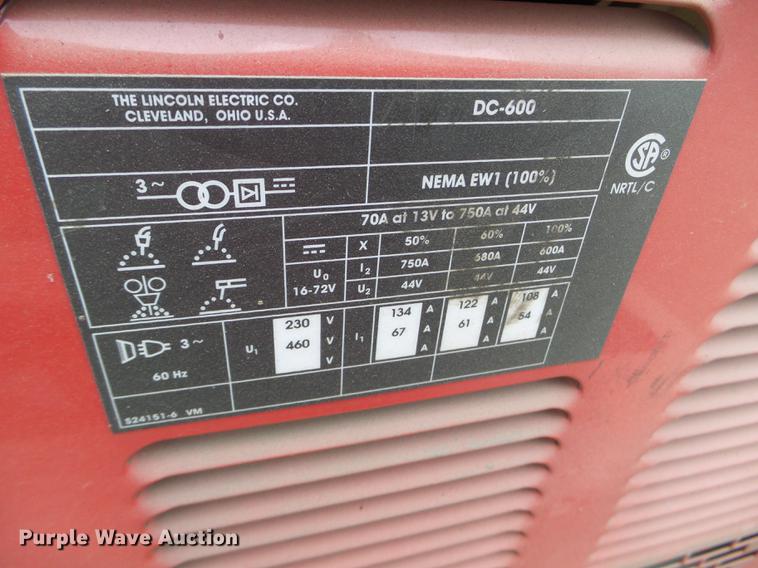 THE LINCOLN ELECTRIC CO.
CLEVELAND, OHIO U.S.A.
DC-600
3~
NEMA EW1 (100%)
SA ®
NRTL/C
70A at 13V to 750A at 44V
X 50% 60% 100%
U0 I2 750A 680A 600A
16-72V U2 44V 44V 44V
3~
60 Hz
U1
230 V
460 V
V
I1
134 A
67 A
A
122 A
61 A
A
108 A
54 A
A
S24151-6 VM
Purple Wave Auction